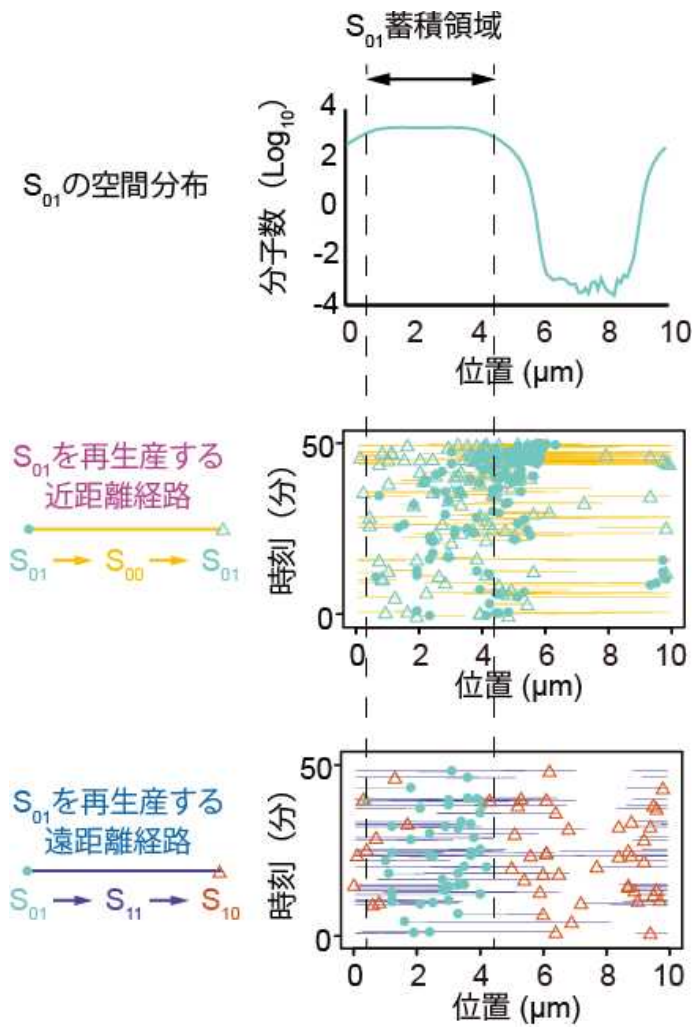 S₀₁蓄積領域
S₀₁の空間分布
分子数 (Log₁₀)
4
2
0
-2
-4
0 2 4 6 8 10
位置 (μm)
S₀₁を再生産する
近距離経路
S₀₁ → S₀₀ → S₀₁
時刻 (分)
50
0
0 2 4 6 8 10
位置 (μm)
S₀₁を再生産する
遠距離経路
S₀₁ → S₁₁ → S₁₀
時刻 (分)
50
0
0 2 4 6 8 10
位置 (μm)